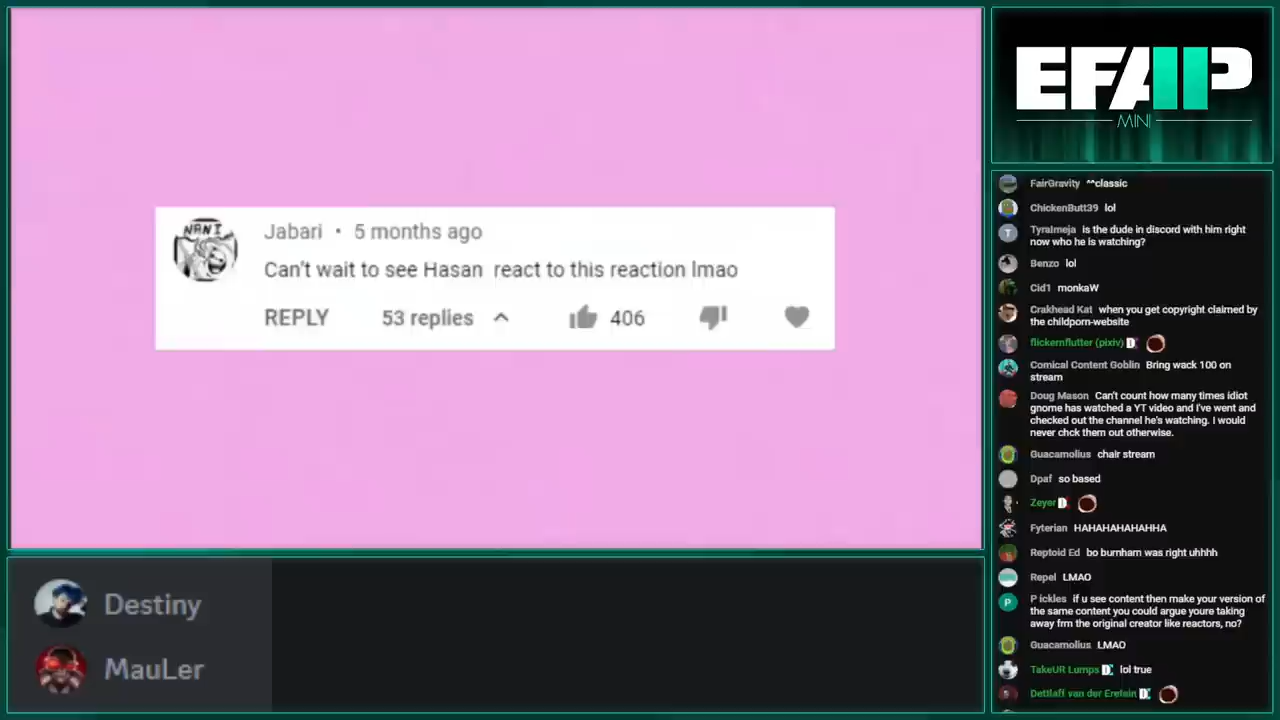 NANI
Jabari • 5 months ago
Can't wait to see Hasan react to this reaction lmao
REPLY 53 replies 406
Destiny
MauLer
EFAP
MINI
FairGravity ^^classic
ChickenButt39 lol
Tyralmeja is the dude in discord with him right
now who he is watching?
Benzo lol
Cid1 monkaW
Crakhead Kat when you get copyright claimed by
the childporn-website
flickernflutter (pixiv) D:
Comical Content Goblin Bring wack 100 on
stream
Doug Mason Can't count how many times idiot
gnome has watched a YT video and I've went and
checked out the channel he's watching. I would
never chck them out otherwise.
Guacamolius chair stream
T
Dpaf so based
Zeyer D:
Fyterian HAHAHAHAHAHHA
Reptoid Ed bo burnham was right uhhhh
Repel LMAO
P
P ickles if u see content then make your version of
the same content you could argue youre taking
away frm the original creator like reactors, no?
Guacamolius LMAO
TakeUR Lumps D: lol true
Dettlaff van der Eretein D: